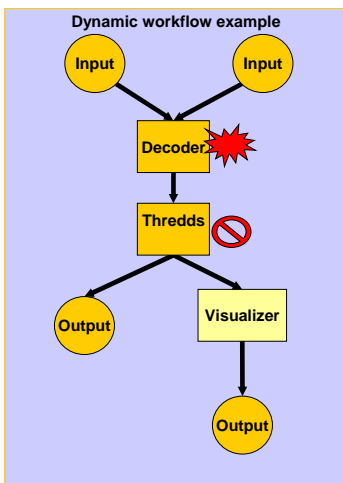 Dynamic workflow example
Input
Input
Decoder
Thredds
Output
Visualizer
Output